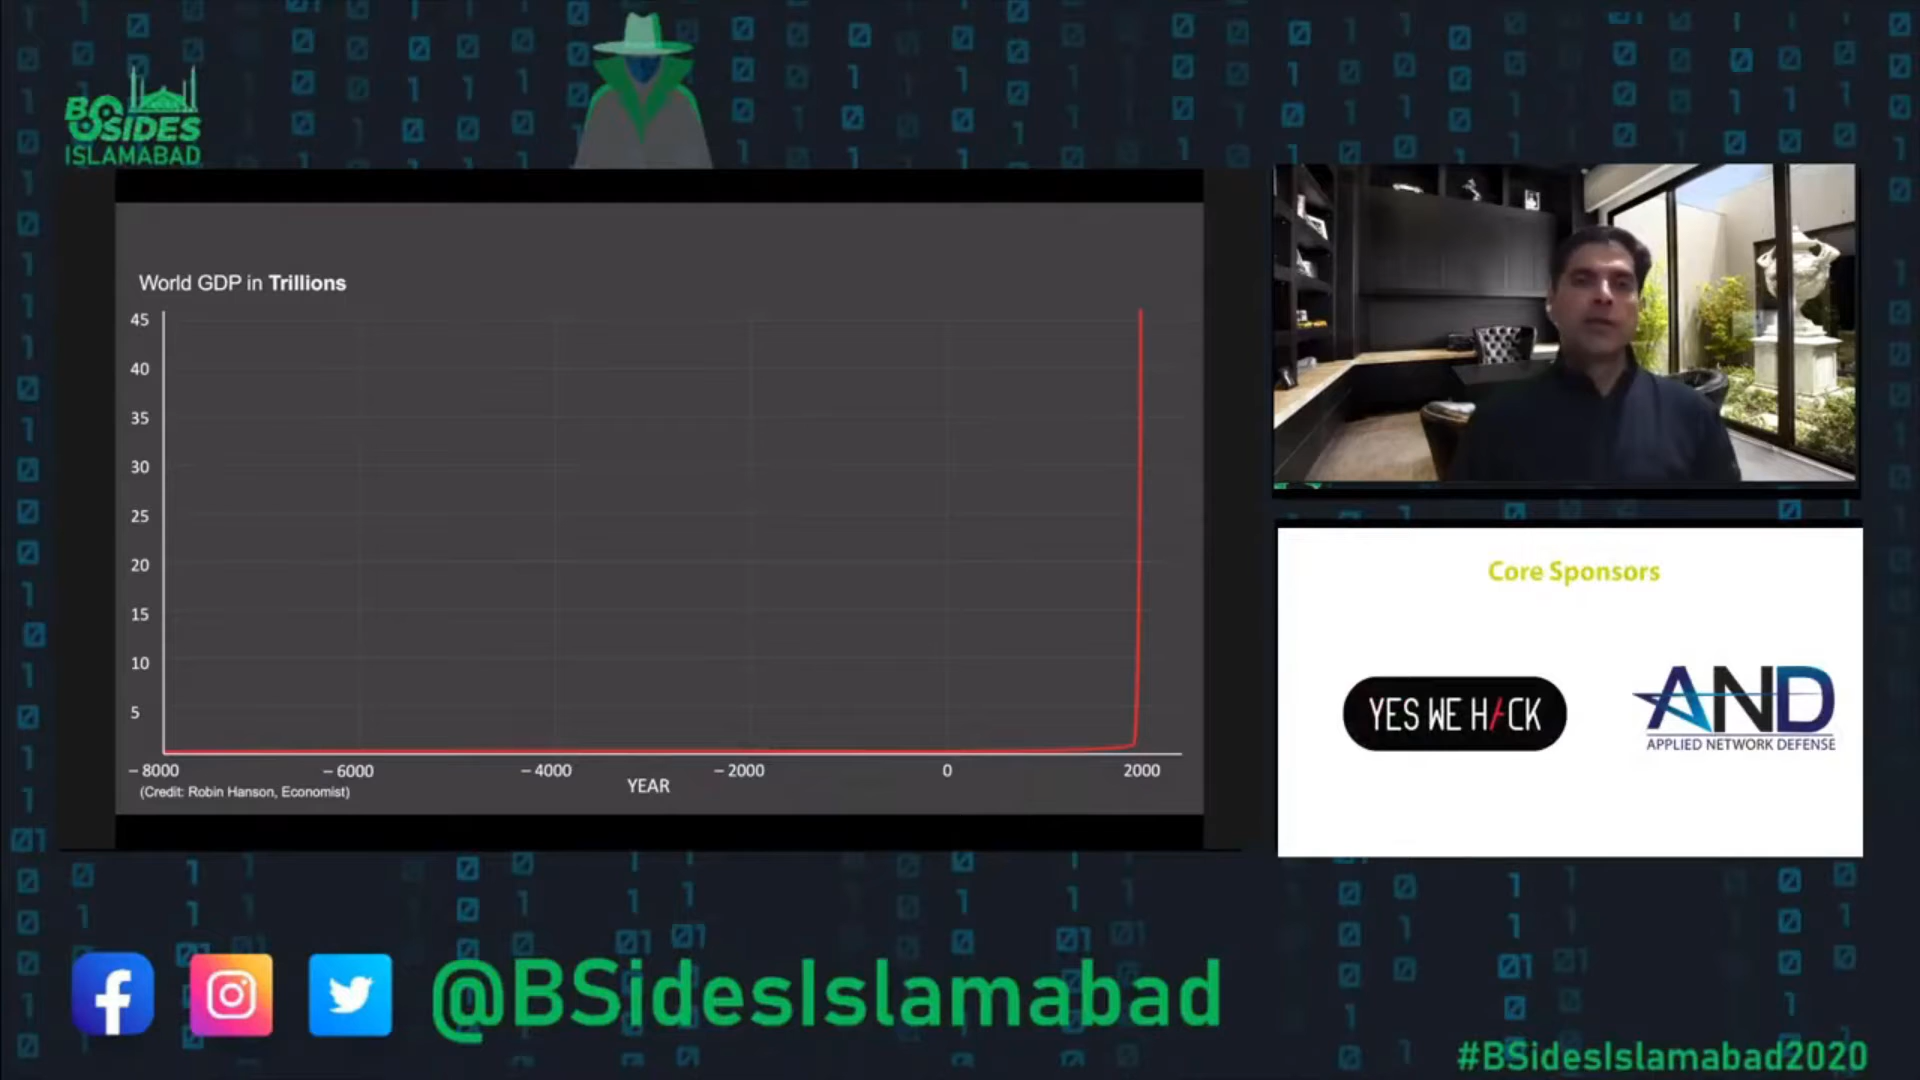 BSIDES
ISLAMABAD
World GDP in Trillions
45
40
35
30
25
20
15
10
5
– 8000
– 6000
– 4000
– 2000
0
2000
YEAR
(Credit: Robin Hanson, Economist)
Core Sponsors
YES WE H/CK
AND
APPLIED NETWORK DEFENSE
@BSidesIslamabad
#BSidesIslamabad2020